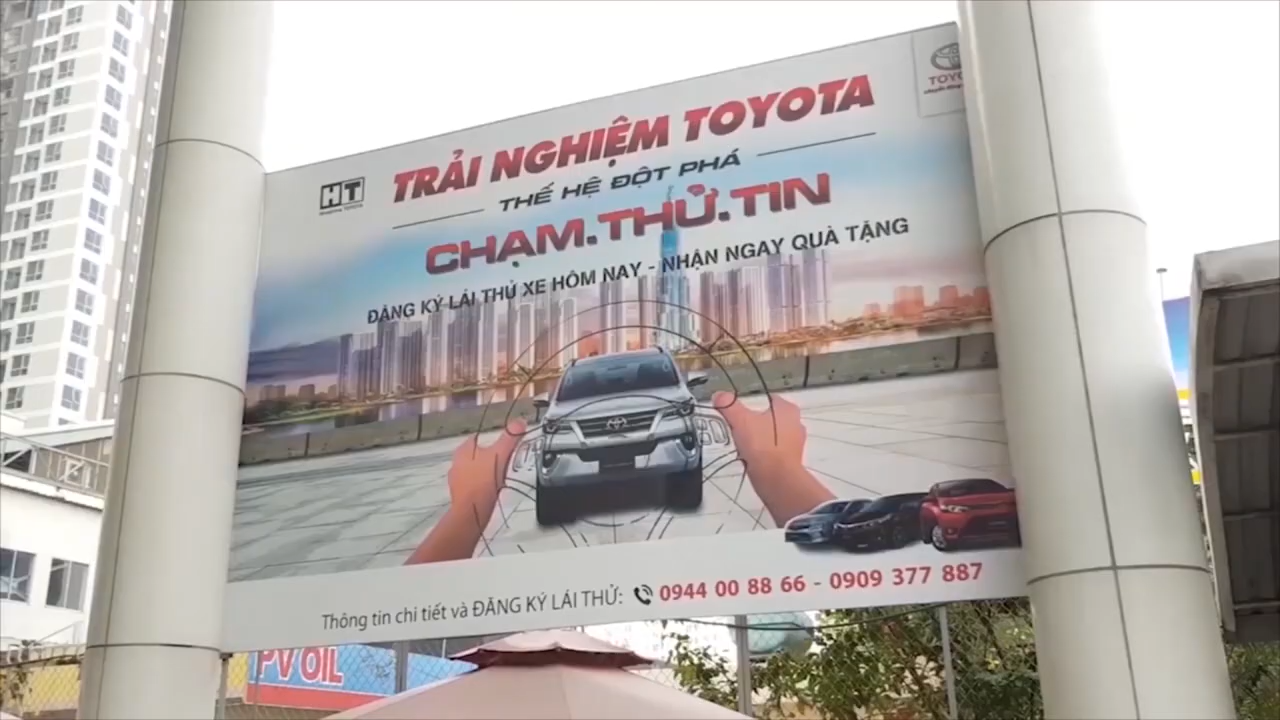 TRẢI NGHIỆM TOYOTA
HT
THẾ HỆ ĐỘT PHÁ
CHẠM.THỬ.TIN
ĐĂNG KÝ LÁI THỬ XE HÔM NAY - NHẬN NGAY QUÀ TẶNG
Thông tin chi tiết và ĐĂNG KÝ LÁI THỬ: 0944 00 88 66 - 0909 377 887
PV OIL